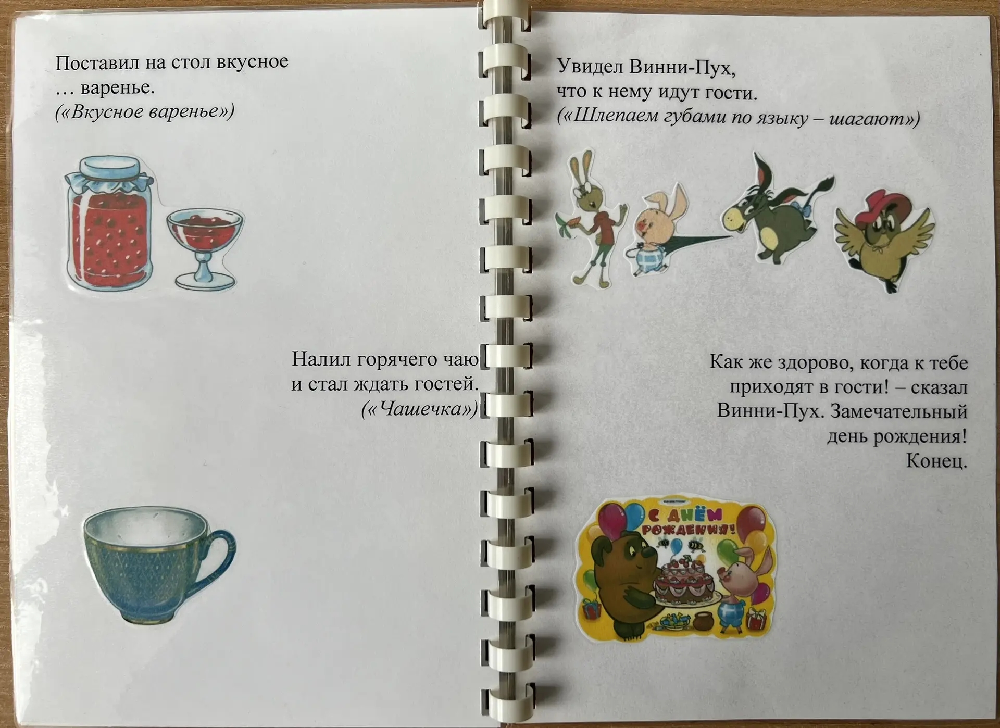 Поставил на стол вкусное
… варенье.
(«Вкусное варенье»)
Налил горячего чаю
и стал ждать гостей.
(«Чашечка»)
Увидел Винни-Пух,
что к нему идут гости.
(«Шлепаем губами по языку – шагают»)
Как же здорово, когда к тебе
приходят в гости! – сказал
Винни-Пух. Замечательный
день рождения!
Конец.
С ДНЁМ
РОЖДЕНИЯ!